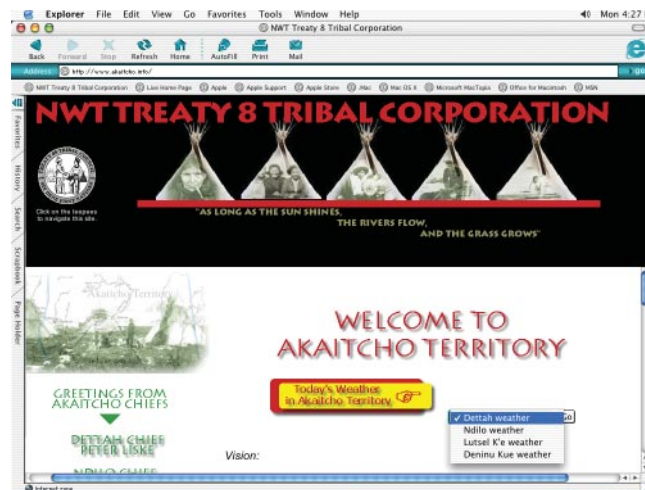 Explorer File Edit View Go Favorites Tools Window Help Mon 4:27
NWT Treaty 8 Tribal Corporation
Back Forward Stop Refresh Home AutoFill Print Mail
Address http://www.akaitcho.info/ go
NWT Treaty 8 Tribal Corporation Live Home Page Apple Apple Support Apple Store .Mac Mac OS X Microsoft MacTopia Office for Macintosh MSN
Favorites
History
Search
Scrapbook
Page Holder
NWT TREATY 8 TRIBAL CORPORATION
Click on the teepees
to navigate this site.
"AS LONG AS THE SUN SHINES,
THE RIVERS FLOW,
AND THE GRASS GROWS"
Akaitcho Territory
WELCOME TO
AKAITCHO TERRITORY
Today's Weather
in Akaitcho Territory
GREETINGS FROM
AKAITCHO CHIEFS
✓ Dettah weather
Ndilo weather
Lutsel K'e weather
Deninu Kue weather
DETTAH CHIEF
PETER LISKE
Vision:
NDILO CHIEF
Internet zone